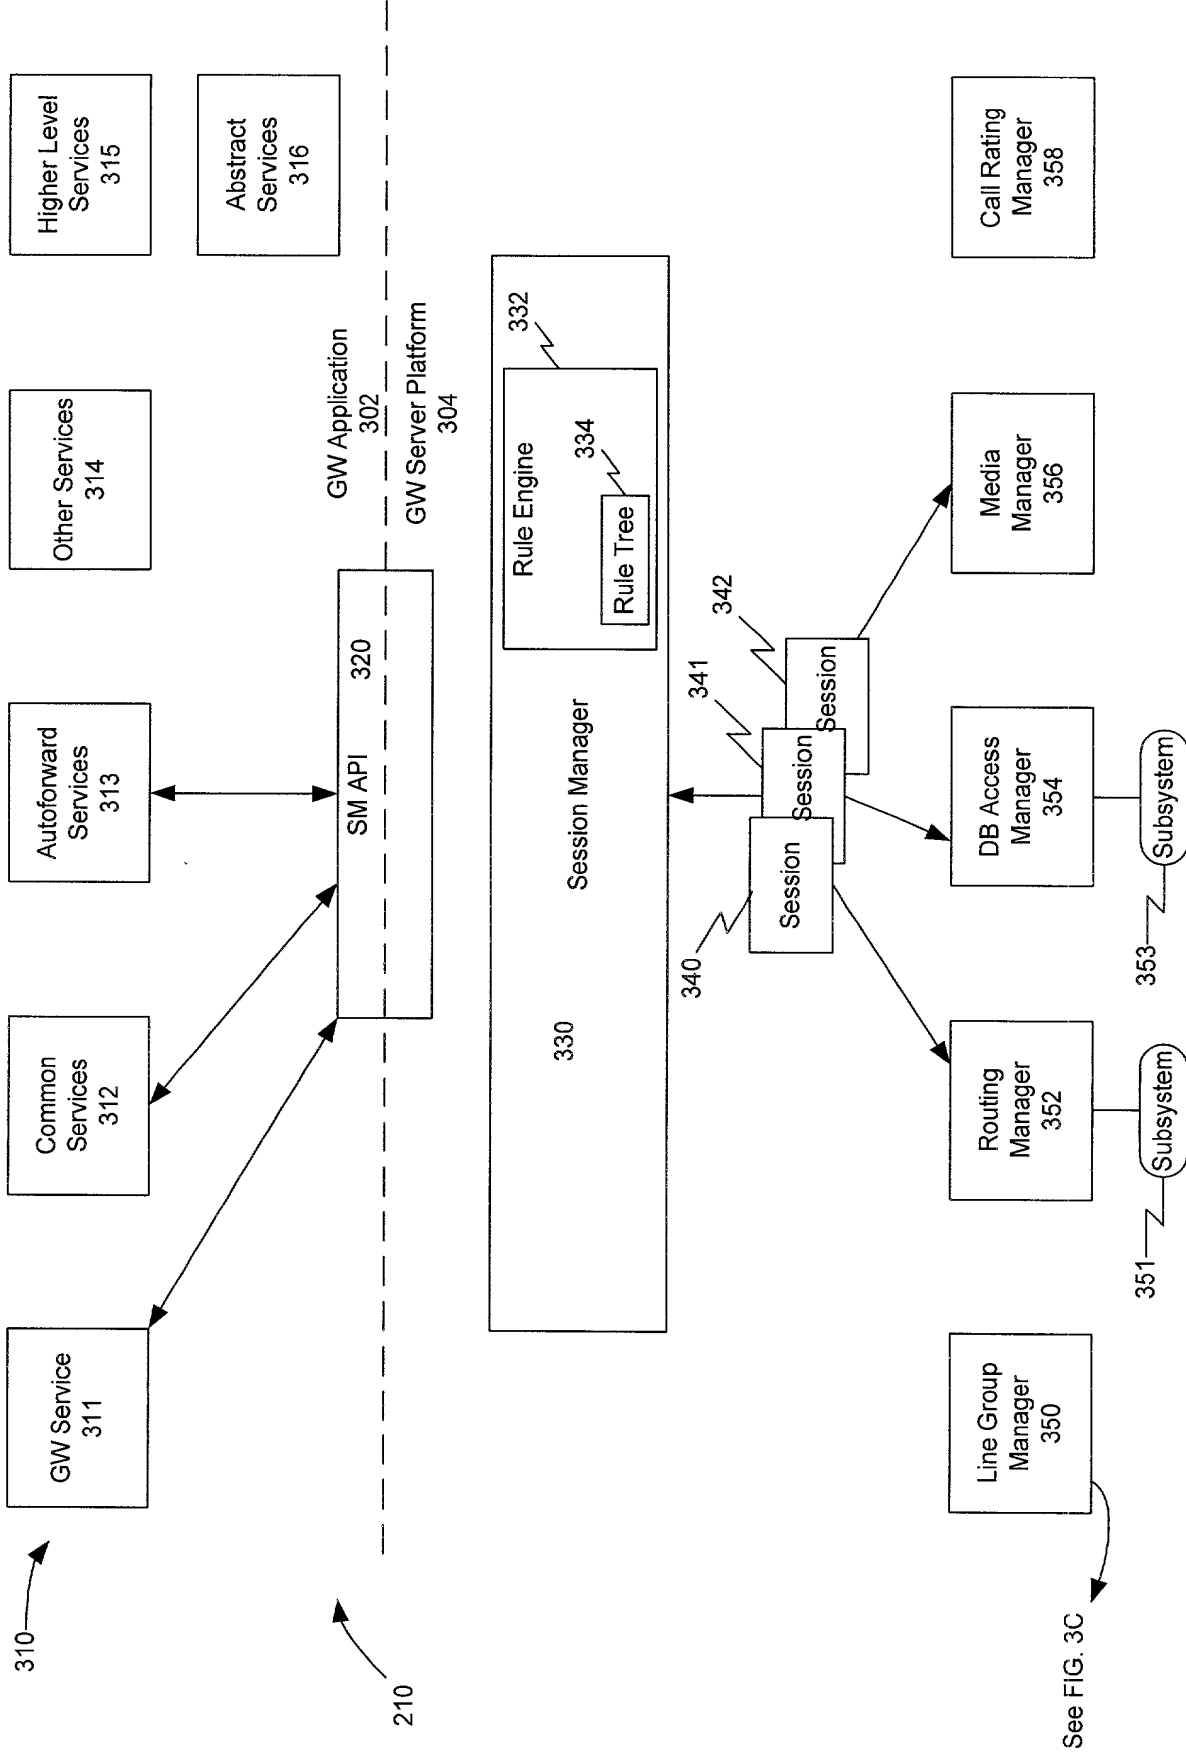 310
GW Service
311
Common
Services
312
Autoforward
Services
313
Other Services
314
Higher Level
Services
315
Abstract
Services
316
210
SM API
320
GW Application
302
GW Server Platform
304
330
Session Manager
Rule Engine
332
Rule Tree
334
340
Session
341
Session
342
Session
Line Group
Manager
350
Routing
Manager
352
DB Access
Manager
354
Media
Manager
356
Call Rating
Manager
358
See FIG. 3C
351
Subsystem
353
Subsystem